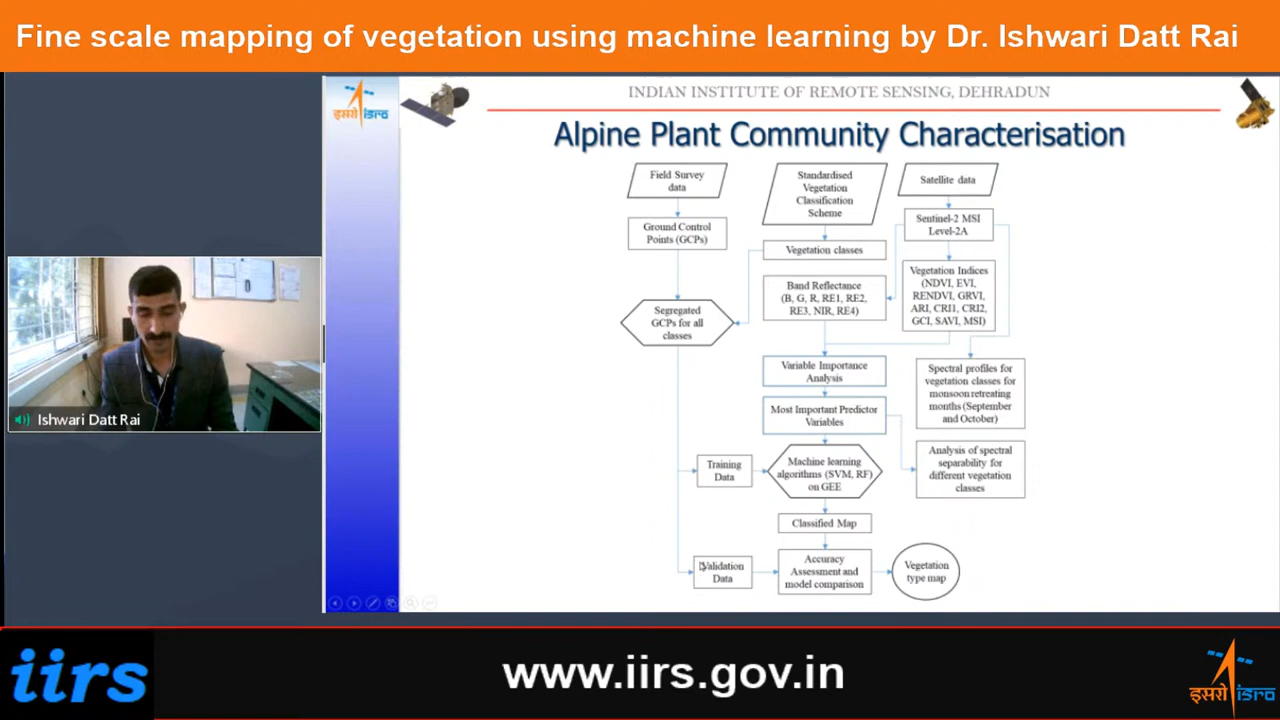 Fine scale mapping of vegetation using machine learning by Dr. Ishwari Datt Rai
इसरो isro
INDIAN INSTITUTE OF REMOTE SENSING, DEHRADUN
Alpine Plant Community Characterisation
Field Survey
data
Standardised
Vegetation
Classification
Scheme
Satellite data
Ground Control
Points (GCPs)
Sentinel-2 MSI
Level-2A
Vegetation classes
Band Reflectance
(B, G, R, RE1, RE2,
RE3, NIR, RE4)
Vegetation Indices
(NDVI, EVI,
RENDVI, GRVI,
ARI, CRI1, CRI2,
GCI, SAVI, MSI)
Segregated
GCPs for all
classes
Variable Importance
Analysis
Spectral profiles for
vegetation classes for
monsoon retreating
months (September
and October)
Most Important Predictor
Variables
Training
Data
Machine learning
algorithms (SVM, RF)
on GEE
Analysis of spectral
separability for
different vegetation
classes
Classified Map
Validation
Data
Accuracy
Assessment and
model comparison
Vegetation
type map
Ishwari Datt Rai
iirs
www.iirs.gov.in
इसरो isro